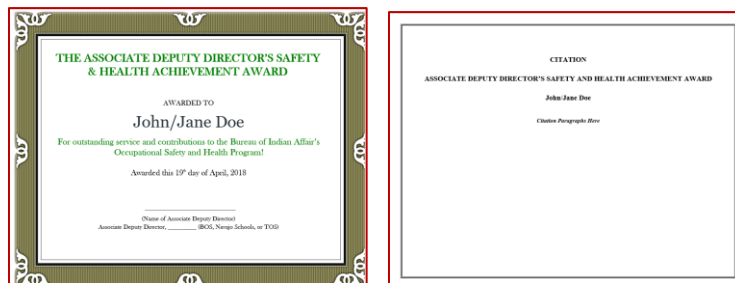 THE ASSOCIATE DEPUTY DIRECTOR'S SAFETY
& HEALTH ACHIEVEMENT AWARD
AWARDED TO
John/Jane Doe
For outstanding service and contributions to the Bureau of Indian Affair's
Occupational Safety and Health Program!
Awarded this 19th day of April, 2018
(Name of Associate Deputy Director)
Associate Deputy Director, ________ (BOS, Navajo Schools, or TOS)
CITATION
ASSOCIATE DEPUTY DIRECTOR'S SAFETY AND HEALTH ACHIEVEMENT AWARD
John/Jane Doe
Citation Paragraphs Here